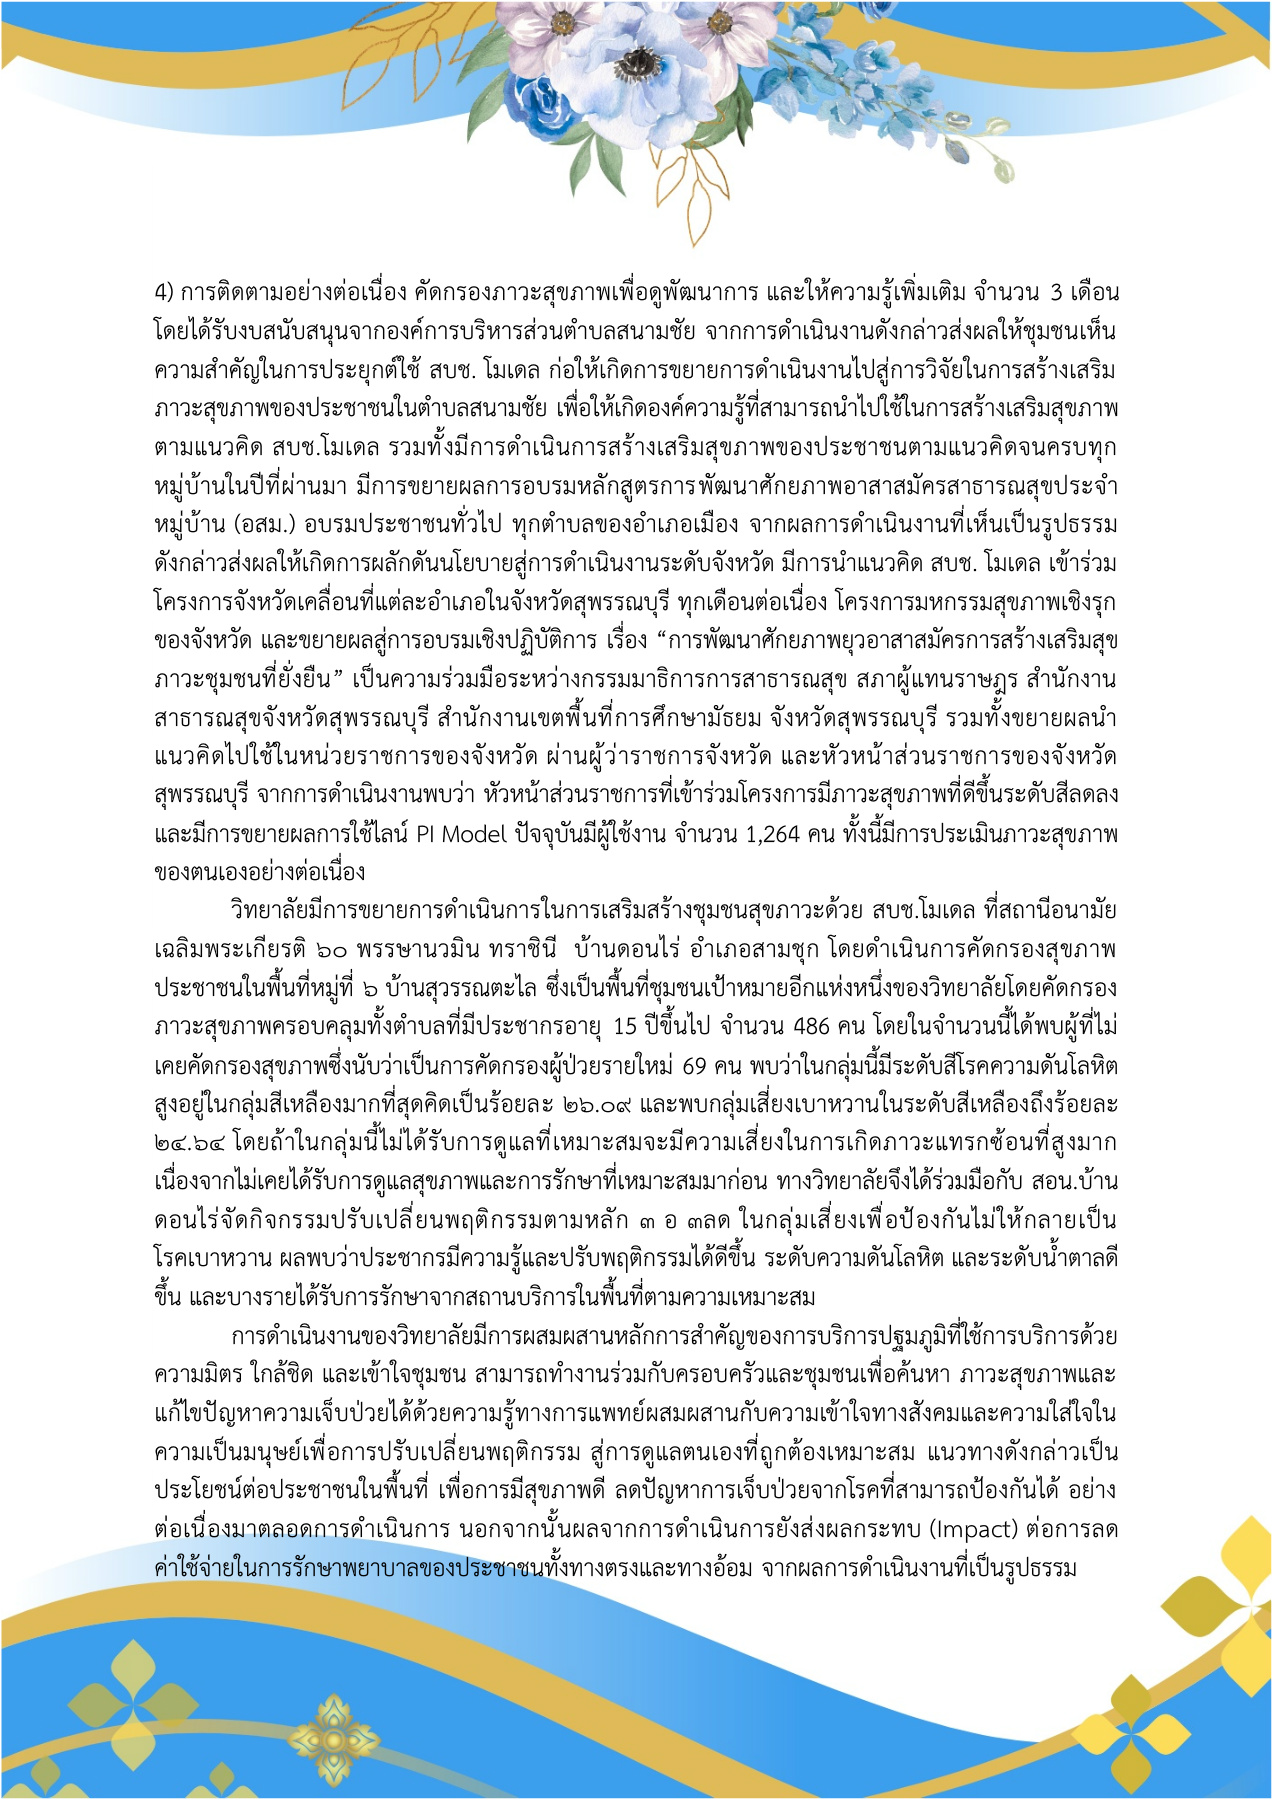 4) การติดตามอย่างต่อเนื่อง คัดกรองภาวะสุขภาพเพื่อดูพัฒนาการ และให้ความรู้เพิ่มเติม จำนวน 3 เดือน
โดยได้รับงบสนับสนุนจากองค์การบริหารส่วนตำบลสนามชัย จากการดำเนินงานดังกล่าวส่งผลให้ชุมชนเห็น
ความสำคัญในการประยุกต์ใช้ สบช. โมเดล ก่อให้เกิดการขยายการดำเนินงานไปสู่การวิจัยในการสร้างเสริม
ภาวะสุขภาพของประชาชนในตำบลสนามชัย เพื่อให้เกิดองค์ความรู้ที่สามารถนำไปใช้ในการสร้างเสริมสุขภาพ
ตามแนวคิด สบช.โมเดล รวมทั้งมีการดำเนินการสร้างเสริมสุขภาพของประชาชนตามแนวคิดจนครบทุก
หมู่บ้านในปีที่ผ่านมา มีการขยายผลการอบรมหลักสูตรการพัฒนาศักยภาพอาสาสมัครสาธารณสุขประจำ
หมู่บ้าน (อสม.) อบรมประชาชนทั่วไป ทุกตำบลของอำเภอเมือง จากผลการดำเนินงานที่เห็นเป็นรูปธรรม
ดังกล่าวส่งผลให้เกิดการผลักดันนโยบายสู่การดำเนินงานระดับจังหวัด มีการนำแนวคิด สบช. โมเดล เข้าร่วม
โครงการจังหวัดเคลื่อนที่แต่ละอำเภอในจังหวัดสุพรรณบุรี ทุกเดือนต่อเนื่อง โครงการมหกรรมสุขภาพเชิงรุก
ของจังหวัด และขยายผลสู่การอบรมเชิงปฏิบัติการ เรื่อง “การพัฒนาศักยภาพยุวอาสาสมัครการสร้างเสริมสุข
ภาวะชุมชนที่ยั่งยืน” เป็นความร่วมมือระหว่างกรรมมาธิการการสาธารณสุข สภาผู้แทนราษฎร สำนักงาน
สาธารณสุขจังหวัดสุพรรณบุรี สำนักงานเขตพื้นที่การศึกษามัธยม จังหวัดสุพรรณบุรี รวมทั้งขยายผลนำ
แนวคิดไปใช้ในหน่วยราชการของจังหวัด ผ่านผู้ว่าราชการจังหวัด และหัวหน้าส่วนราชการของจังหวัด
สุพรรณบุรี จากการดำเนินงานพบว่า หัวหน้าส่วนราชการที่เข้าร่วมโครงการมีภาวะสุขภาพที่ดีขึ้นระดับสีลดลง
และมีการขยายผลการใช้ไลน์ PI Model ปัจจุบันมีผู้ใช้งาน จำนวน 1,264 คน ทั้งนี้มีการประเมินภาวะสุขภาพ
ของตนเองอย่างต่อเนื่อง
วิทยาลัยมีการขยายการดำเนินการในการเสริมสร้างชุมชนสุขภาวะด้วย สบช.โมเดล ที่สถานีอนามัย
เฉลิมพระเกียรติ ๖๐ พรรษานวมิน ทราชินี บ้านดอนไร่ อำเภอสามชุก โดยดำเนินการคัดกรองสุขภาพ
ประชาชนในพื้นที่หมู่ที่ ๖ บ้านสุวรรณตะไล ซึ่งเป็นพื้นที่ชุมชนเป้าหมายอีกแห่งหนึ่งของวิทยาลัยโดยคัดกรอง
ภาวะสุขภาพครอบคลุมทั้งตำบลที่มีประชากรอายุ 15 ปีขึ้นไป จำนวน 486 คน โดยในจำนวนนี้ได้พบผู้ที่ไม่
เคยคัดกรองสุขภาพซึ่งนับว่าเป็นการคัดกรองผู้ป่วยรายใหม่ 69 คน พบว่าในกลุ่มนี้มีระดับสีโรคความดันโลหิต
สูงอยู่ในกลุ่มสีเหลืองมากที่สุดคิดเป็นร้อยละ ๒๖.๐๙ และพบกลุ่มเสี่ยงเบาหวานในระดับสีเหลืองถึงร้อยละ
๒๔.๖๔ โดยถ้าในกลุ่มนี้ไม่ได้รับการดูแลที่เหมาะสมจะมีความเสี่ยงในการเกิดภาวะแทรกซ้อนที่สูงมาก
เนื่องจากไม่เคยได้รับการดูแลสุขภาพและการรักษาที่เหมาะสมมาก่อน ทางวิทยาลัยจึงได้ร่วมมือกับ สอน.บ้าน
ดอนไร่จัดกิจกรรมปรับเปลี่ยนพฤติกรรมตามหลัก ๓ อ ๓ลด ในกลุ่มเสี่ยงเพื่อป้องกันไม่ให้กลายเป็น
โรคเบาหวาน ผลพบว่าประชากรมีความรู้และปรับพฤติกรรมได้ดีขึ้น ระดับความดันโลหิต และระดับน้ำตาลดี
ขึ้น และบางรายได้รับการรักษาจากสถานบริการในพื้นที่ตามความเหมาะสม
การดำเนินงานของวิทยาลัยมีการผสมผสานหลักการสำคัญของการบริการปฐมภูมิที่ใช้การบริการด้วย
ความมิตร ใกล้ชิด และเข้าใจชุมชน สามารถทำงานร่วมกับครอบครัวและชุมชนเพื่อค้นหา ภาวะสุขภาพและ
แก้ไขปัญหาความเจ็บป่วยได้ด้วยความรู้ทางการแพทย์ผสมผสานกับความเข้าใจทางสังคมและความใส่ใจใน
ความเป็นมนุษย์เพื่อการปรับเปลี่ยนพฤติกรรม สู่การดูแลตนเองที่ถูกต้องเหมาะสม แนวทางดังกล่าวเป็น
ประโยชน์ต่อประชาชนในพื้นที่ เพื่อการมีสุขภาพดี ลดปัญหาการเจ็บป่วยจากโรคที่สามารถป้องกันได้ อย่าง
ต่อเนื่องมาตลอดการดำเนินการ นอกจากนั้นผลจากการดำเนินการยังส่งผลกระทบ (Impact) ต่อการลด
ค่าใช้จ่ายในการรักษาพยาบาลของประชาชนทั้งทางตรงและทางอ้อม จากผลการดำเนินงานที่เป็นรูปธรรม